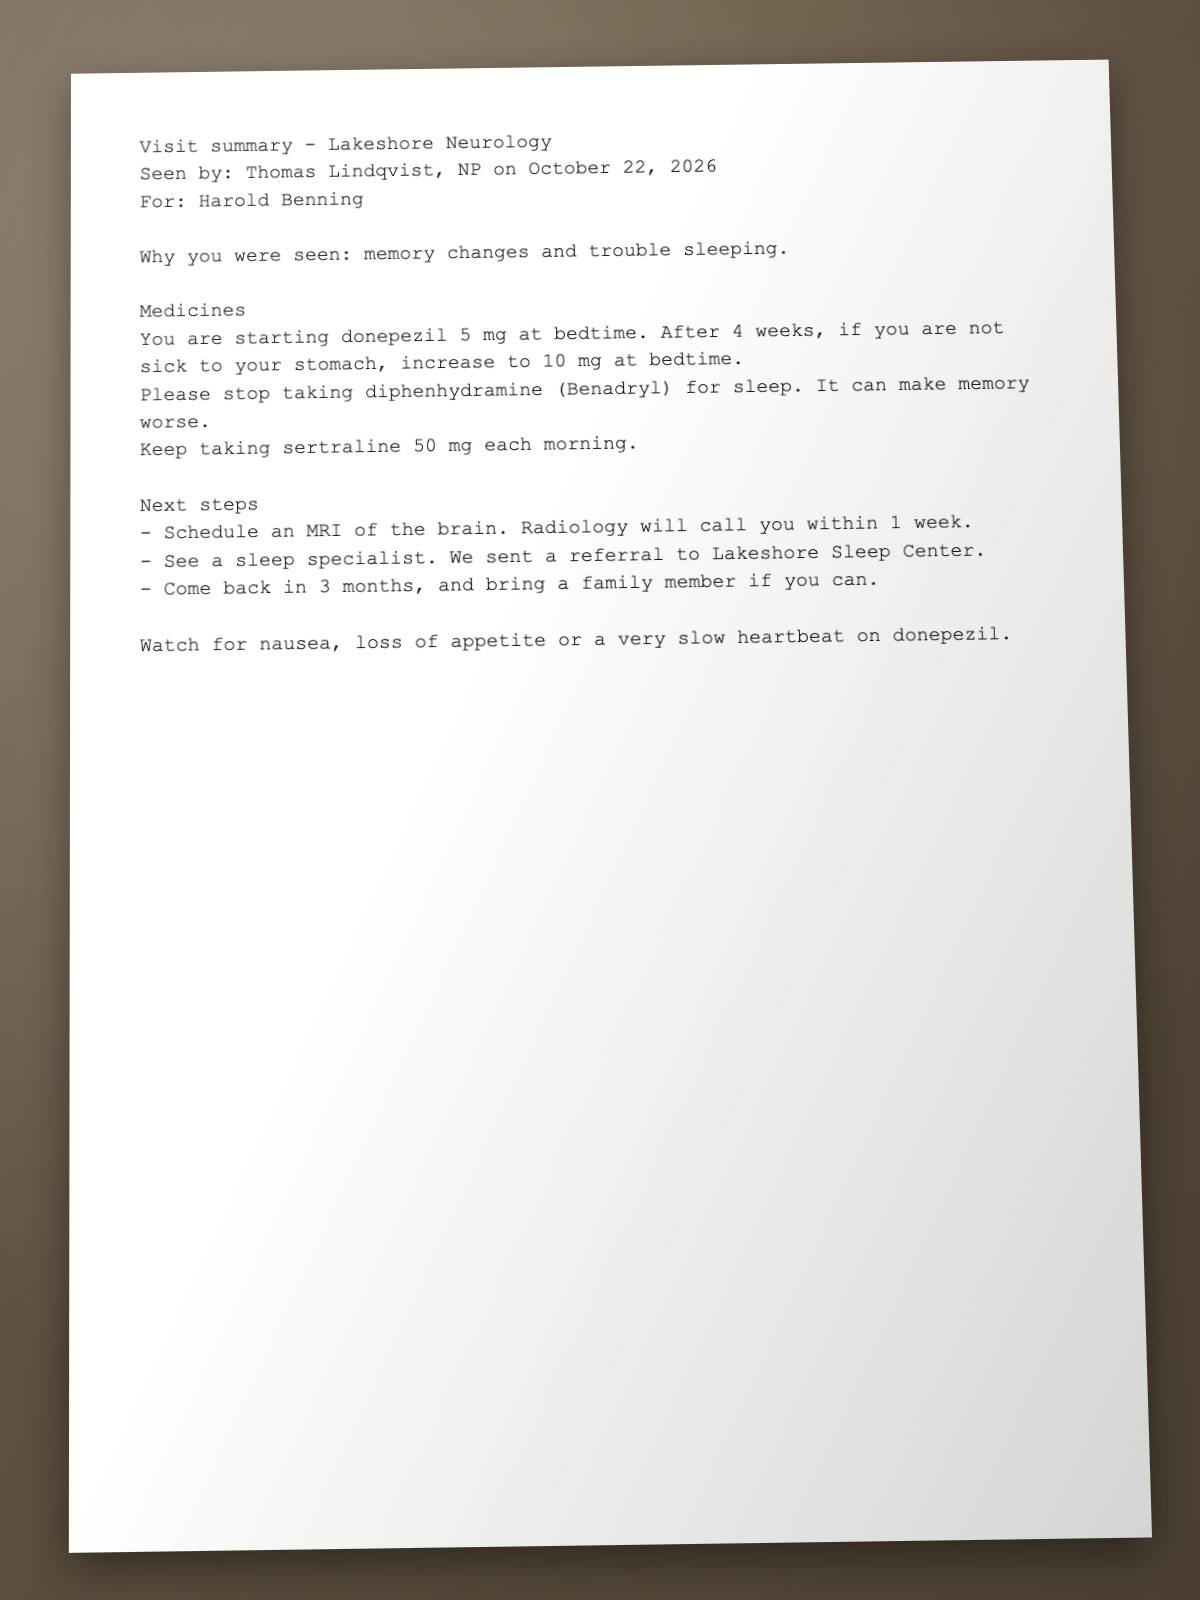 Visit summary - Lakeshore Neurology
Seen by: Thomas Lindqvist, NP on October 22, 2026
For: Harold Benning
Why you were seen: memory changes and trouble sleeping.
Medicines
You are starting donepezil 5 mg at bedtime. After 4 weeks, if you are not
sick to your stomach, increase to 10 mg at bedtime.
Please stop taking diphenhydramine (Benadryl) for sleep. It can make memory
worse.
Keep taking sertraline 50 mg each morning.
Next steps
- Schedule an MRI of the brain. Radiology will call you within 1 week.
- See a sleep specialist. We sent a referral to Lakeshore Sleep Center.
- Come back in 3 months, and bring a family member if you can.
Watch for nausea, loss of appetite or a very slow heartbeat on donepezil.